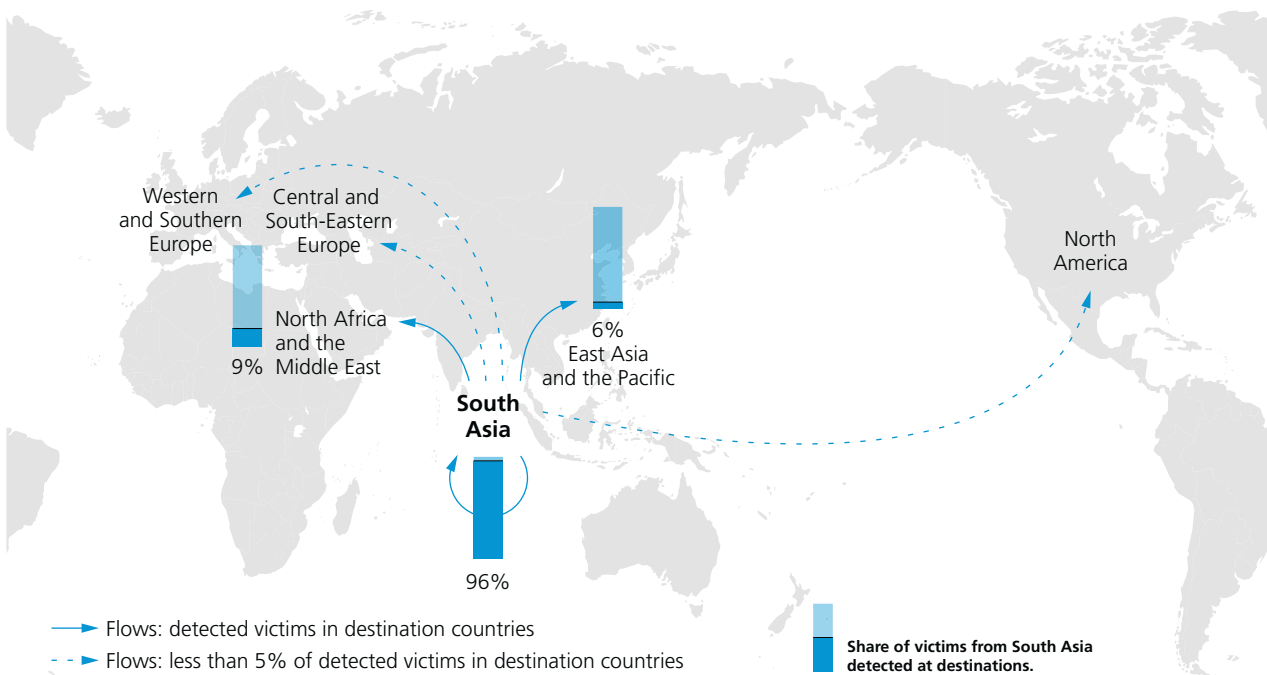 Western
and Southern
Europe
Central and
South-Eastern
Europe
North
America
North Africa
and the
Middle East
9%
6%
East Asia
and the Pacific
South
Asia
96%
Flows: detected victims in destination countries
Flows: less than 5% of detected victims in destination countries
Share of victims from South Asia
detected at destinations.